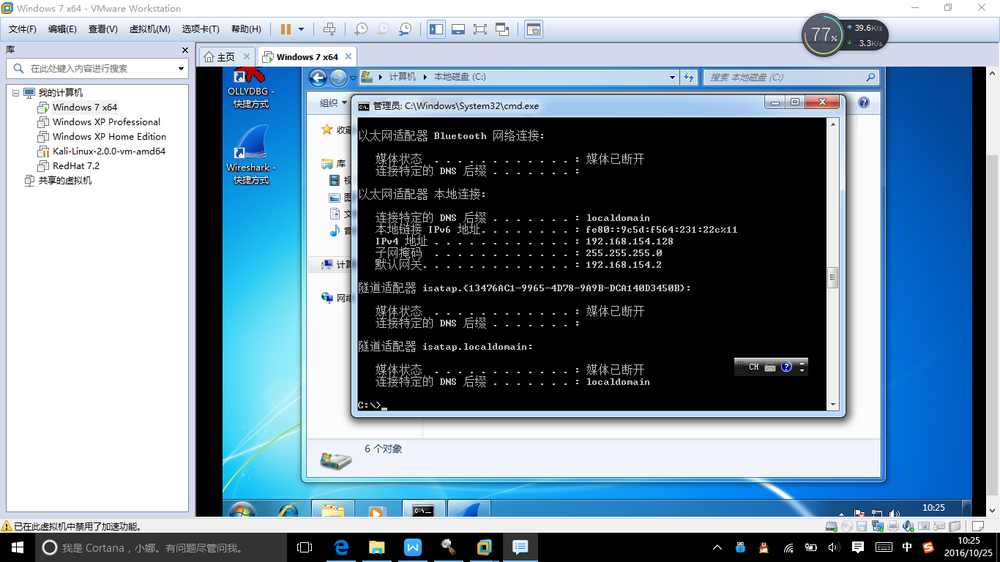 Windows 7 x64 - VMware Workstation
文件(F) 编辑(E) 查看(V) 虚拟机(M) 选项卡(T) 帮助(H)
77%
39.6K/s
3.3K/s
库
主页
Windows 7 x64
在此处键入内容进行搜索
我的计算机
Windows 7 x64
Windows XP Professional
Windows XP Home Edition
Kali-Linux-2.0.0-vm-amd64
RedHat 7.2
共享的虚拟机
OLLYDBG -
快捷方式
Wireshark -
快捷方式
计算机 本地磁盘 (C:)
搜索 本地磁盘 (C:)
组织
库
网络
管理员: C:\Windows\System32\cmd.exe
以太网适配器 Bluetooth 网络连接:
媒体状态 . . . . . . . . . . . . : 媒体已断开
连接特定的 DNS 后缀 . . . . . . . :
以太网适配器 本地连接:
连接特定的 DNS 后缀 . . . . . . . : localdomain
本地链接 IPv6 地址. . . . . . . . : fe80::9c5d:f564:231:22c%11
IPv4 地址 . . . . . . . . . . . . : 192.168.154.128
子网掩码 . . . . . . . . . . . . : 255.255.255.0
默认网关. . . . . . . . . . . . . : 192.168.154.2
隧道适配器 isatap.{13476AC1-9965-4D78-9A9B-DCA140D3450B}:
媒体状态 . . . . . . . . . . . . : 媒体已断开
连接特定的 DNS 后缀 . . . . . . . :
隧道适配器 isatap.localdomain:
媒体状态 . . . . . . . . . . . . : 媒体已断开
连接特定的 DNS 后缀 . . . . . . . : localdomain
C:\>
CH
6 个对象
10:25
已在此虚拟机中禁用了加速功能。
我是 Cortana，小娜。有问题尽管问我。
中
10:25
2016/10/25